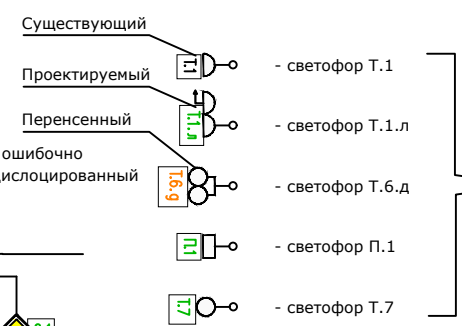 Существующий
Т.1
- светофор Т.1
Проектируемый
Т.1.л
- светофор Т.1.л
Перенсенный
ошибочно
дислоцированный
Т.6.д
- светофор Т.6.д
П.1
- светофор П.1
Т.7
- светофор Т.7